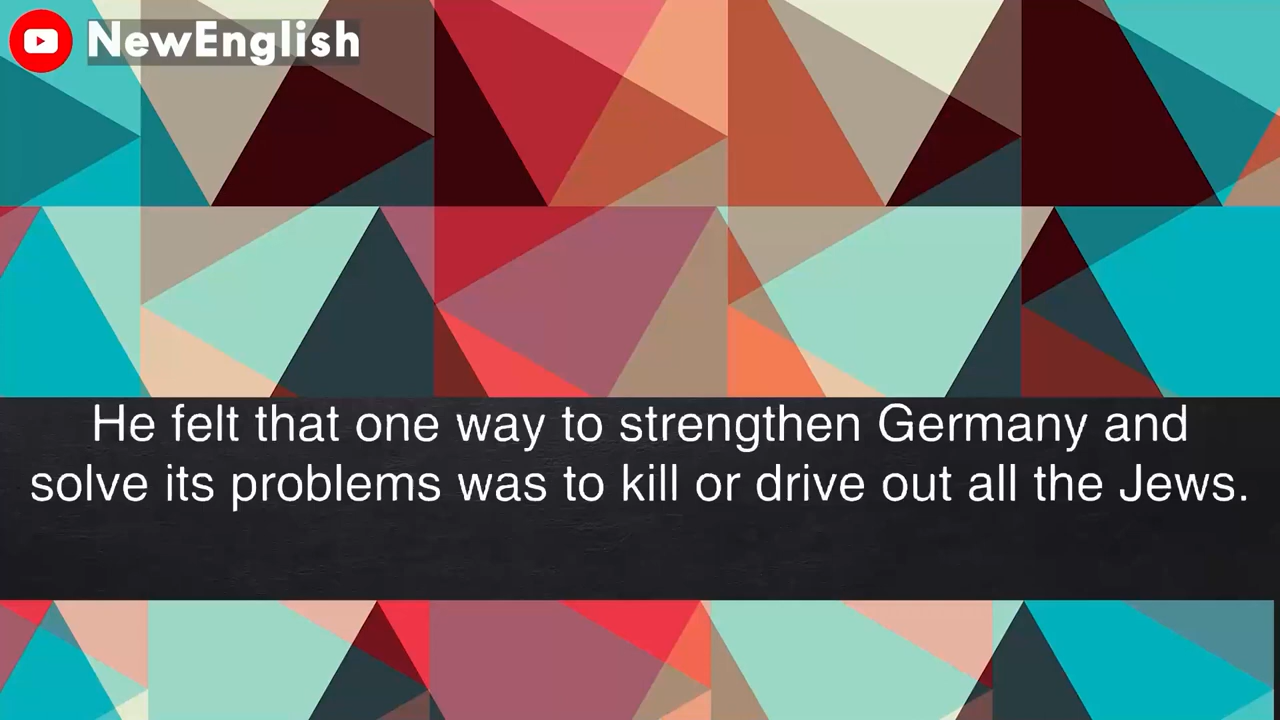 NewEnglish
He felt that one way to strengthen Germany and
solve its problems was to kill or drive out all the Jews.